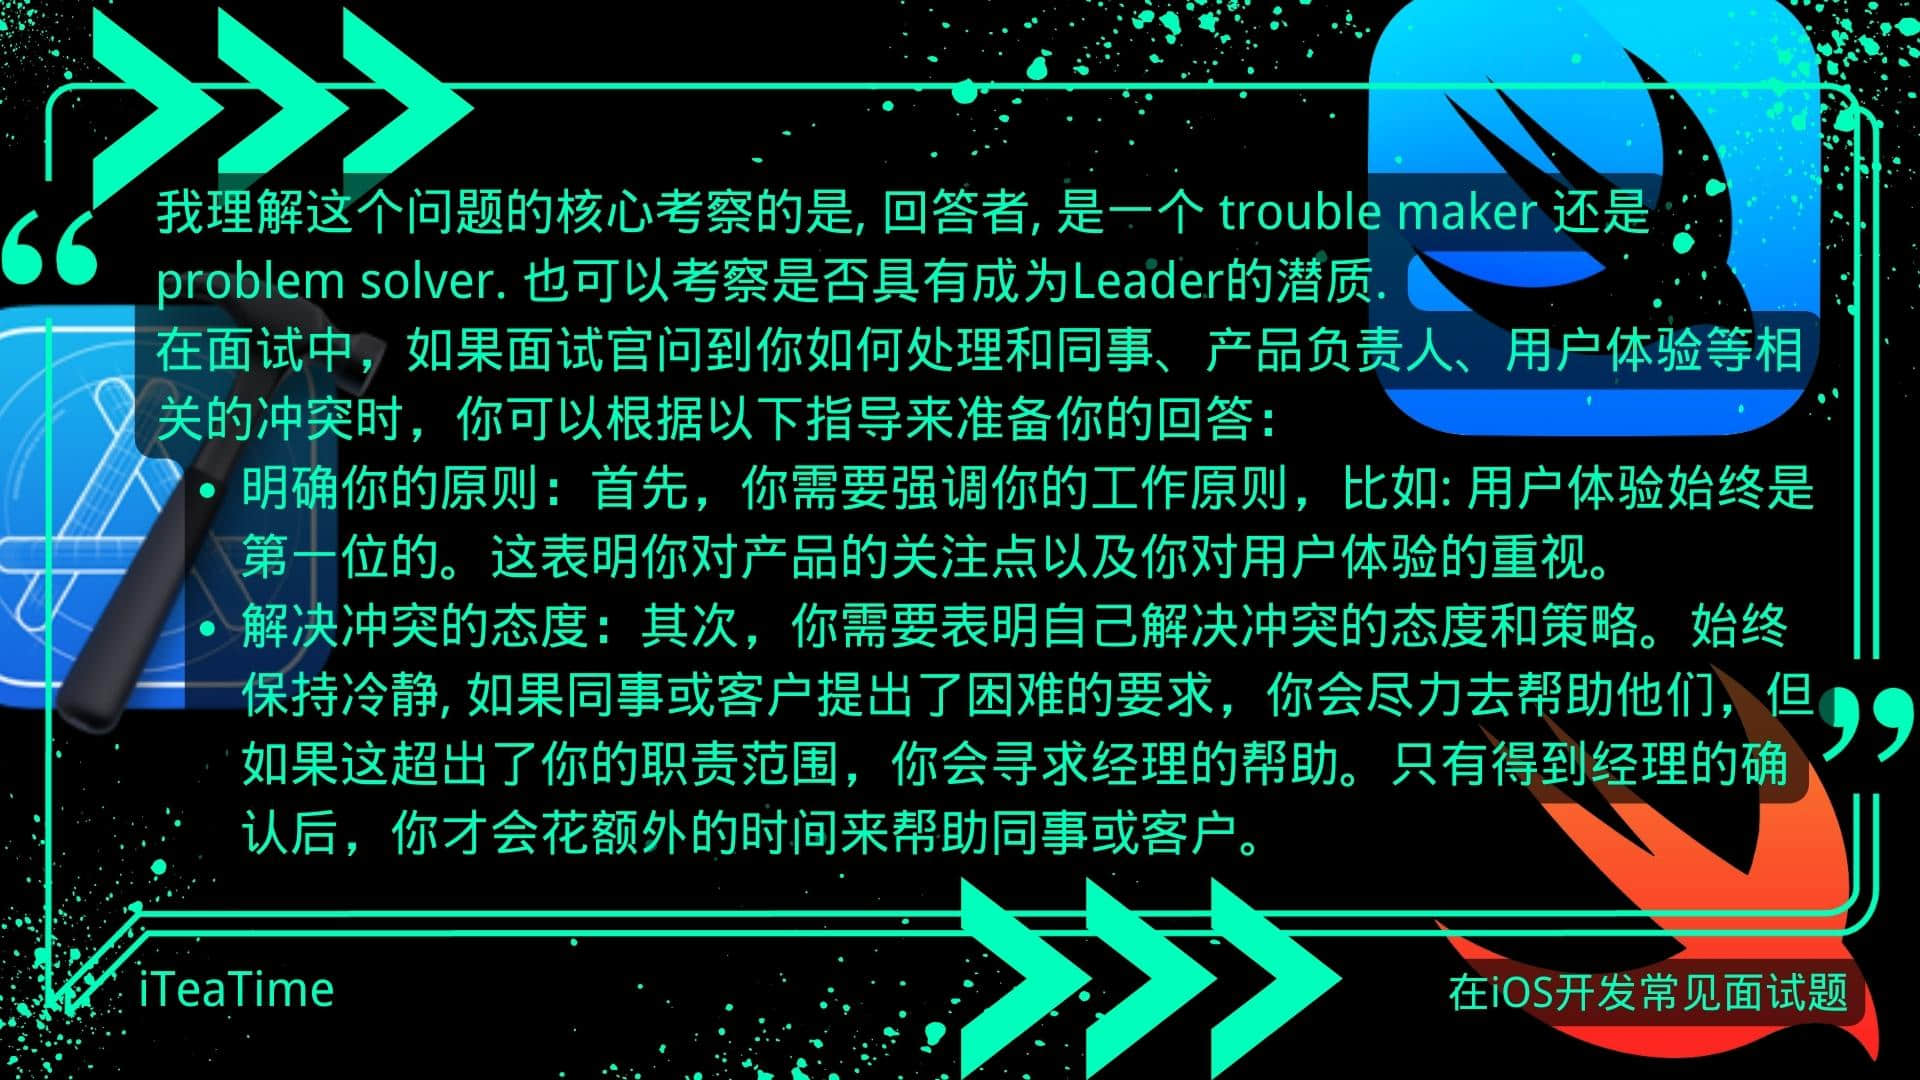 我理解这个问题的核心考察的是, 回答者, 是一个 trouble maker 还是
problem solver. 也可以考察是否具有成为Leader的潜质.
在面试中，如果面试官问到你如何处理和同事、产品负责人、用户体验等相
关的冲突时，你可以根据以下指导来准备你的回答：
• 明确你的原则：首先，你需要强调你的工作原则，比如: 用户体验始终是
第一位的。这表明你对产品的关注点以及你对用户体验的重视。
• 解决冲突的态度：其次，你需要表明自己解决冲突的态度和策略。始终
保持冷静, 如果同事或客户提出了困难的要求，你会尽力去帮助他们，但
如果这超出了你的职责范围，你会寻求经理的帮助。只有得到经理的确
认后，你才会花额外的时间来帮助同事或客户。
iTeaTime
在iOS开发常见面试题